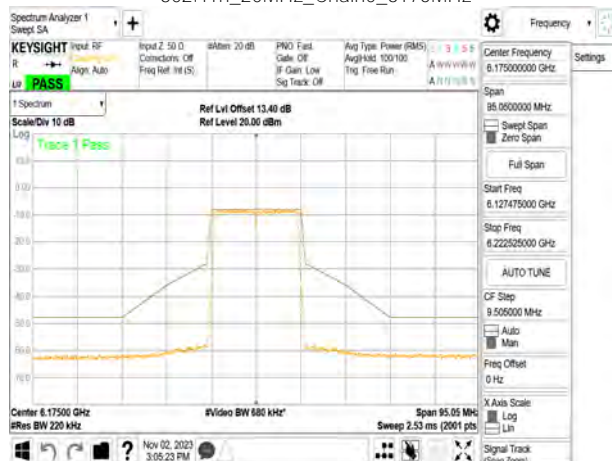 Spectrum Analyzer 1
Swept SA
Frequency
Settings
KEYSIGHT Input: RF
R
Align: Auto
PASS
Input Z: 50 Ω
Corrections: Off
Freq Ref: Int (S)
#Atten: 20 dB
PNO: Fast
Gate: Off
IF Gain: Low
Sig Track: Off
Avg Type: Power (RMS)
Avg|Hold: 100/100
Trig: Free Run
1 Spectrum
Scale/Div 10 dB
Ref Lvl Offset 13.40 dB
Ref Level 20.00 dBm
Log
Trace 1 Pass
Center 6.17500 GHz
#Res BW 220 kHz
#Video BW 680 kHz*
Span 95.05 MHz
Sweep 2.53 ms (2001 pts
Nov 02, 2023
3:05:23 PM
Center Frequency
6.175000000 GHz
Span
95.0500000 MHz
Swept Span
Zero Span
Full Span
Start Freq
6.127475000 GHz
Stop Freq
6.222525000 GHz
AUTO TUNE
CF Step
9.505000 MHz
Auto
Man
Freq Offset
0 Hz
X Axis Scale
Log
Lin
Signal Track
(Span Zoom)